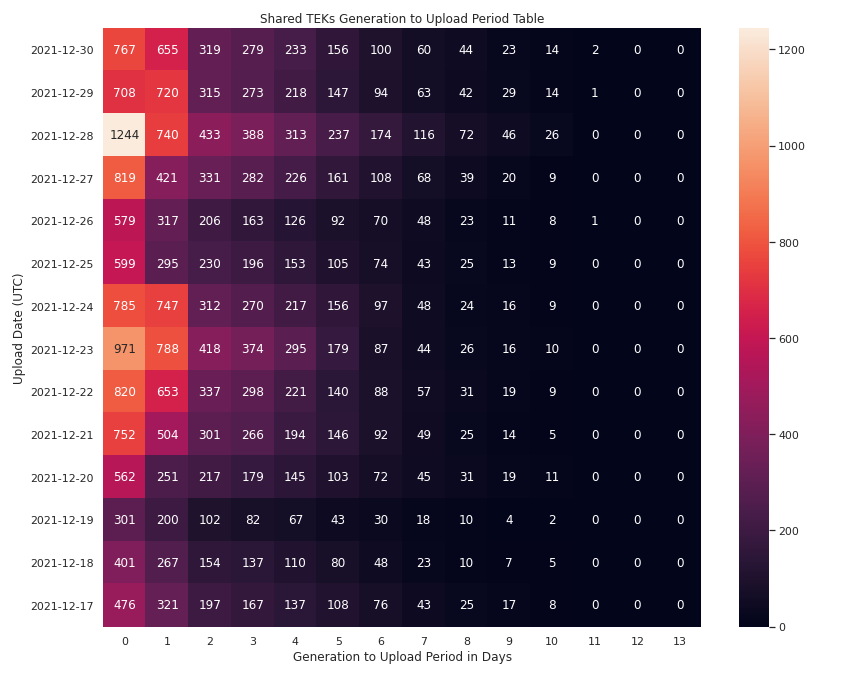 Shared TEKs Generation to Upload Period Table
Upload Date (UTC)
2021-12-30 767 655 319 279 233 156 100 60 44 23 14 2 0 0
2021-12-29 708 720 315 273 218 147 94 63 42 29 14 1 0 0
2021-12-28 1244 740 433 388 313 237 174 116 72 46 26 0 0 0
2021-12-27 819 421 331 282 226 161 108 68 39 20 9 0 0 0
2021-12-26 579 317 206 163 126 92 70 48 23 11 8 1 0 0
2021-12-25 599 295 230 196 153 105 74 43 25 13 9 0 0 0
2021-12-24 785 747 312 270 217 156 97 48 24 16 9 0 0 0
2021-12-23 971 788 418 374 295 179 87 44 26 16 10 0 0 0
2021-12-22 820 653 337 298 221 140 88 57 31 19 9 0 0 0
2021-12-21 752 504 301 266 194 146 92 49 25 14 5 0 0 0
2021-12-20 562 251 217 179 145 103 72 45 31 19 11 0 0 0
2021-12-19 301 200 102 82 67 43 30 18 10 4 2 0 0 0
2021-12-18 401 267 154 137 110 80 48 23 10 7 5 0 0 0
2021-12-17 476 321 197 167 137 108 76 43 25 17 8 0 0 0
0 1 2 3 4 5 6 7 8 9 10 11 12 13
Generation to Upload Period in Days
1200
1000
800
600
400
200
0